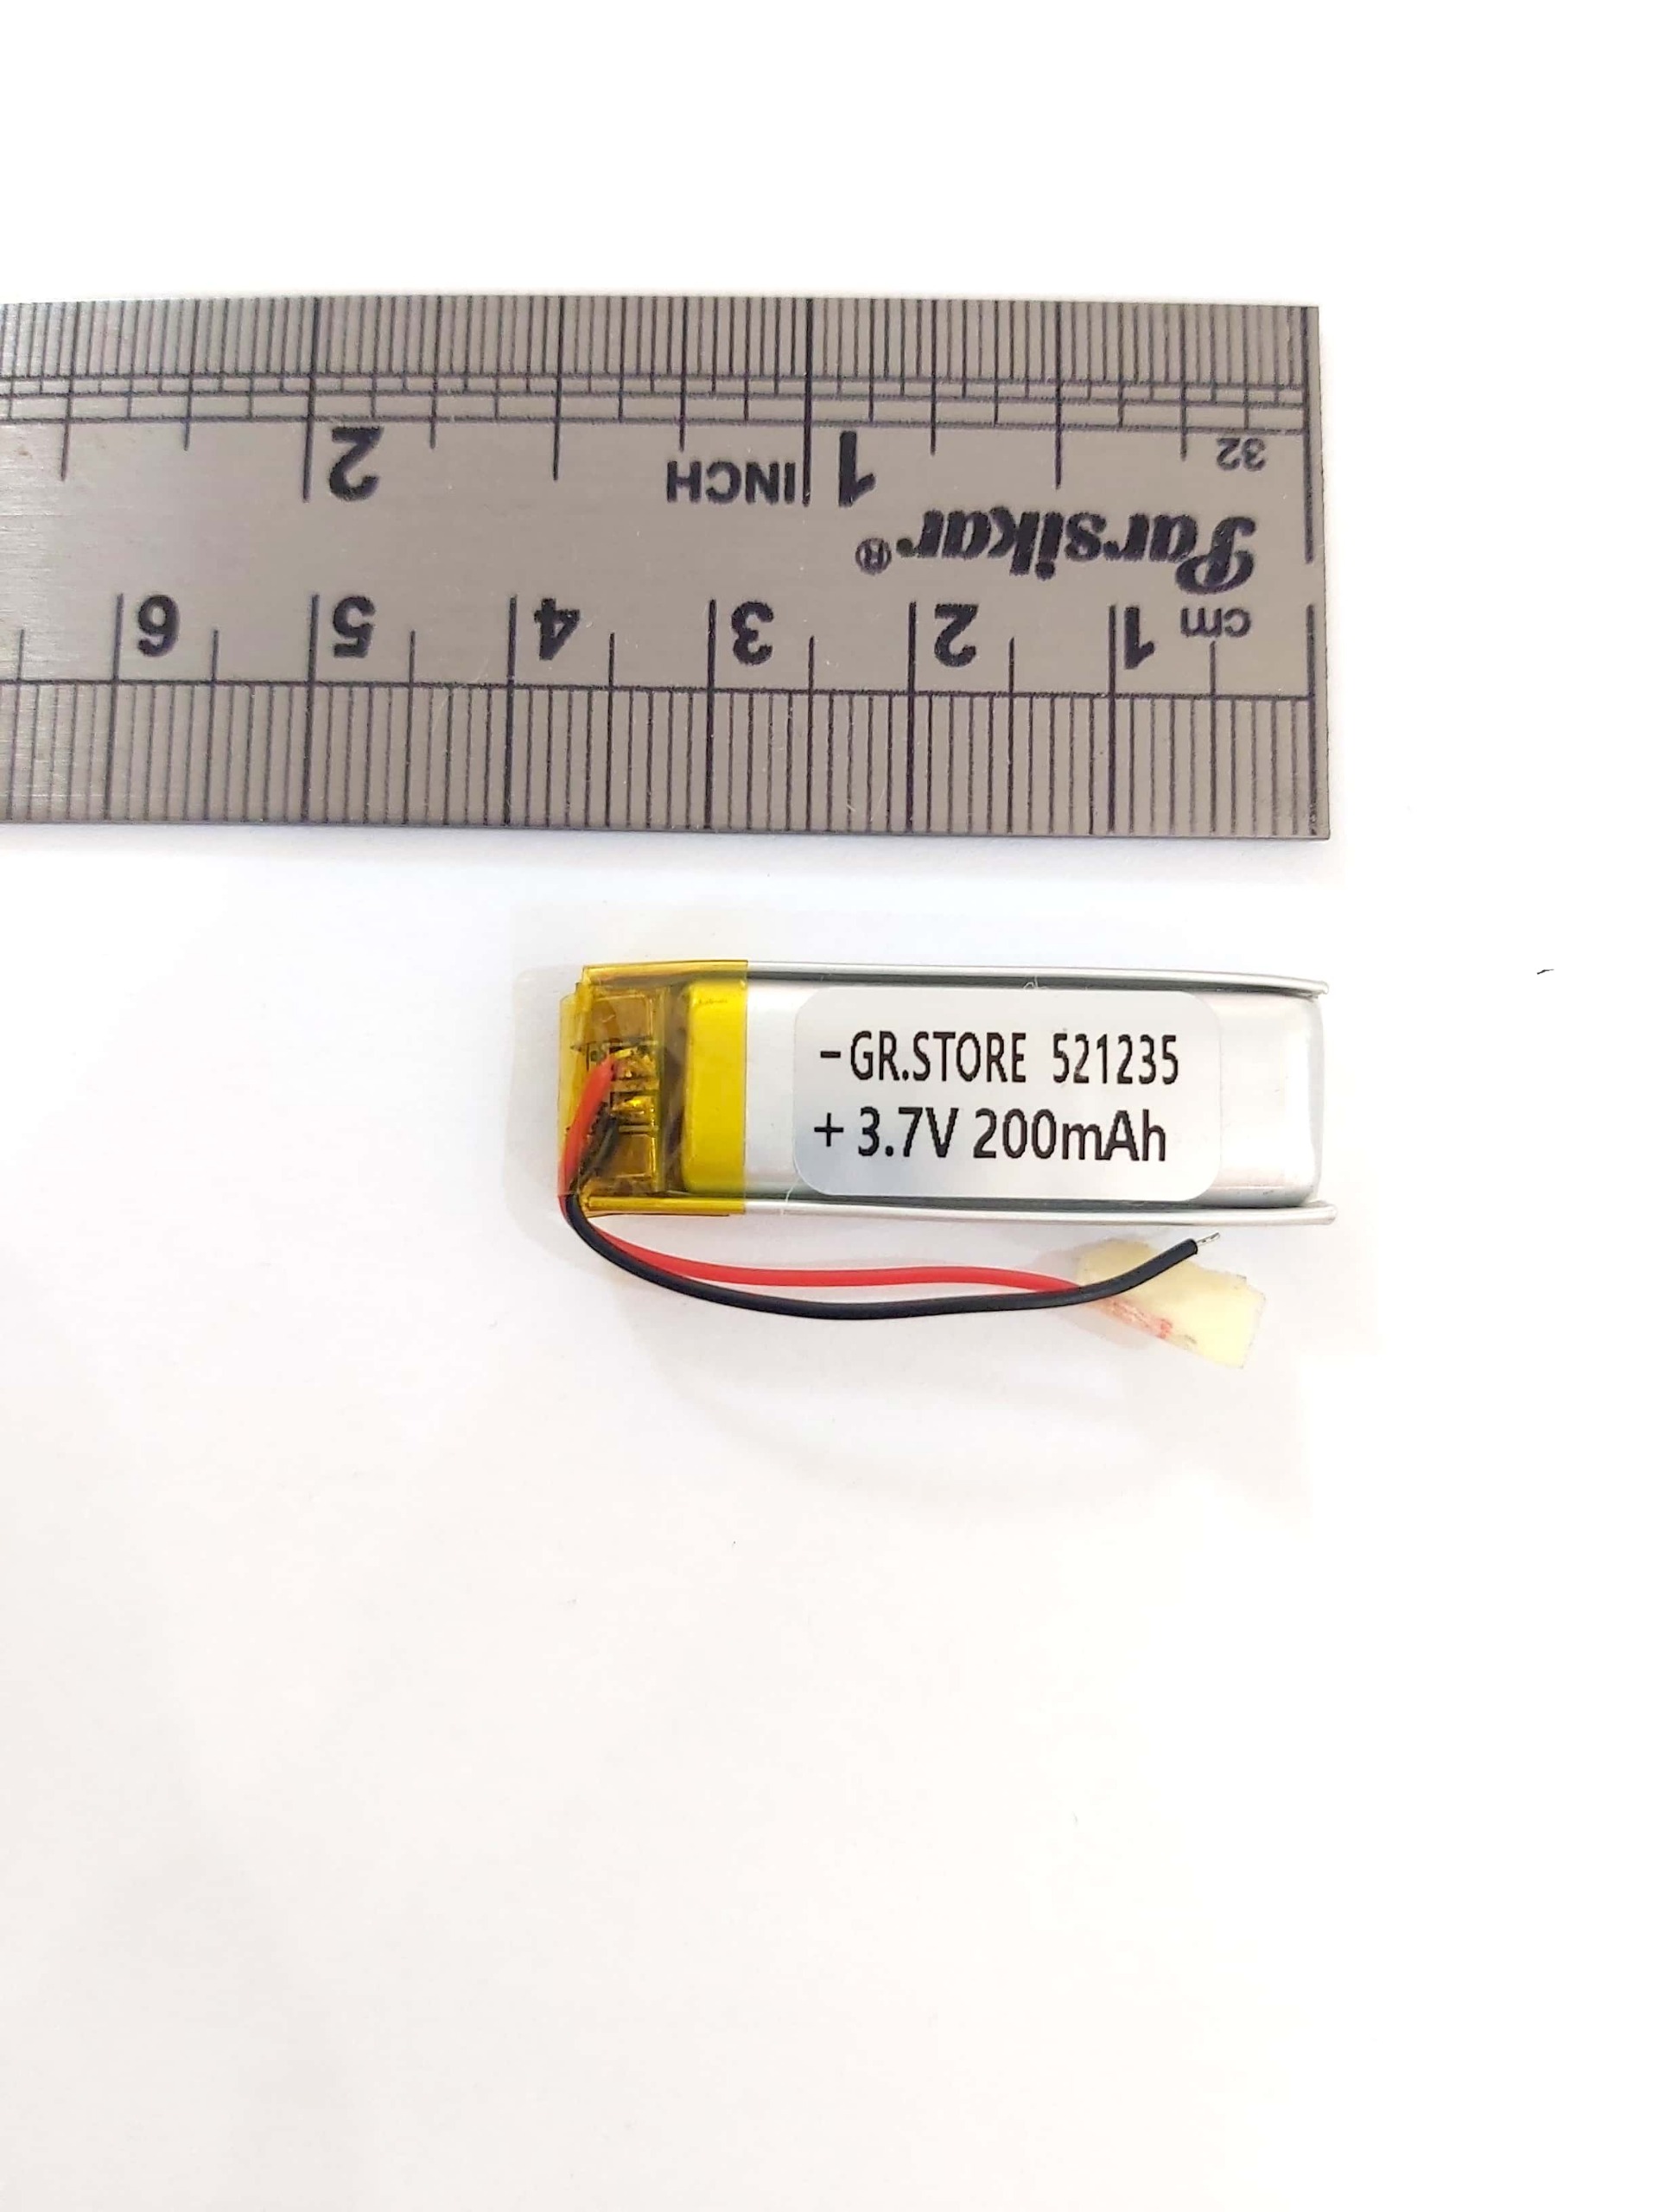 32
1
INCH
2
Parsikar®
cm 1 2 3 4 5 6
-GR.STORE 521235
+3.7V 200mAh